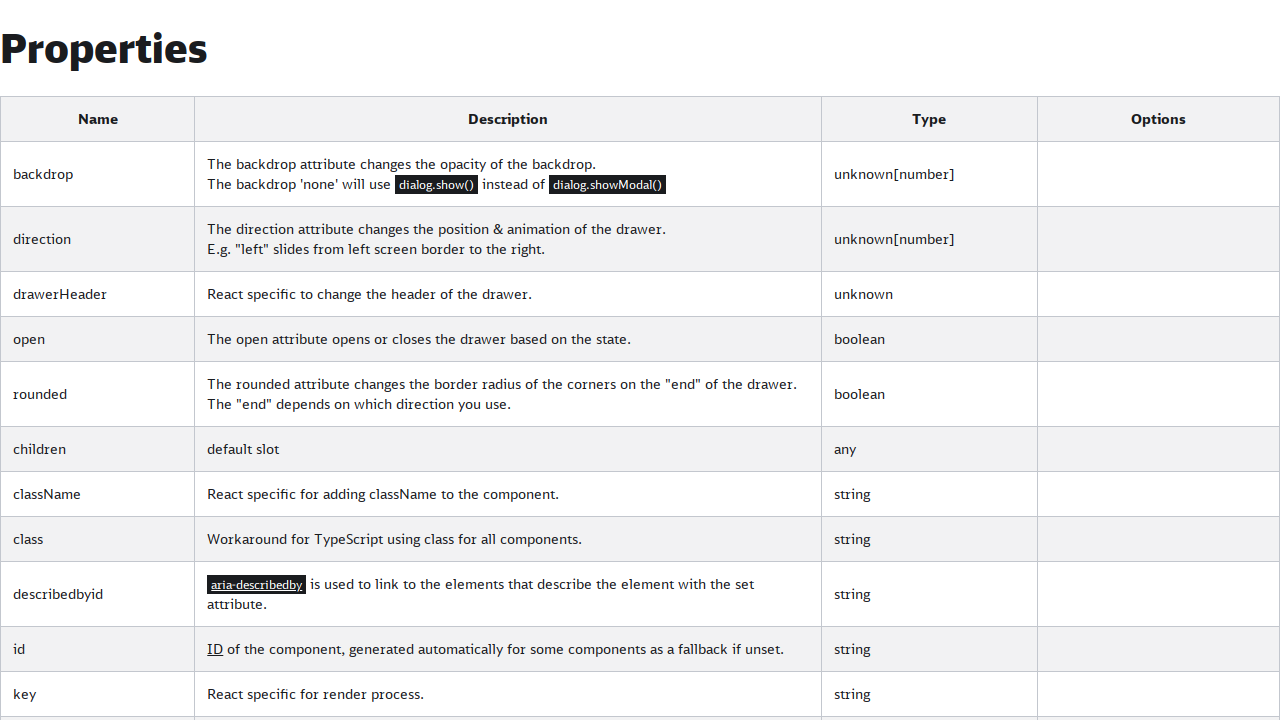 Properties
Name Description Type Options
backdrop
The backdrop attribute changes the opacity of the backdrop.
The backdrop 'none' will use dialog.show() instead of dialog.showModal()
unknown[number]
direction
The direction attribute changes the position & animation of the drawer.
E.g. "left" slides from left screen border to the right.
unknown[number]
drawerHeader React specific to change the header of the drawer. unknown
open The open attribute opens or closes the drawer based on the state. boolean
rounded
The rounded attribute changes the border radius of the corners on the "end" of the drawer.
The "end" depends on which direction you use.
boolean
children default slot any
className React specific for adding className to the component. string
class Workaround for TypeScript using class for all components. string
describedbyid
aria-describedby is used to link to the elements that describe the element with the set
attribute.
string
id ID of the component, generated automatically for some components as a fallback if unset. string
key React specific for render process. string